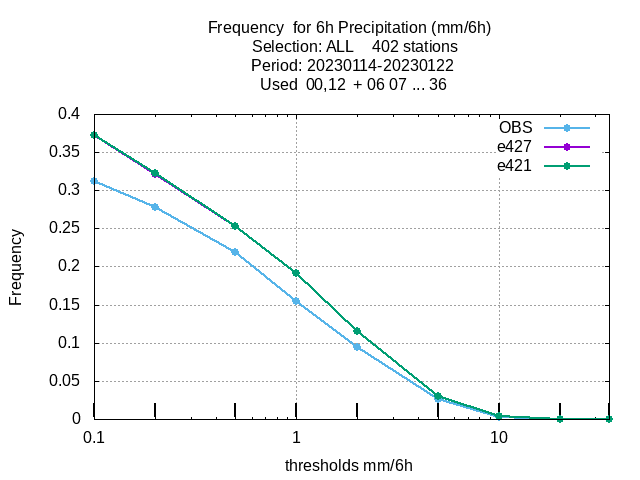 Frequency  for 6h Precipitation (mm/6h)
Selection: ALL    402 stations
Period: 20230114-20230122
Used  00,12  + 06 07 ... 36
OBS
e427
e421
0.4
0.35
0.3
0.25
0.2
0.15
0.1
0.05
0
Frequency
0.1
1
10
thresholds mm/6h